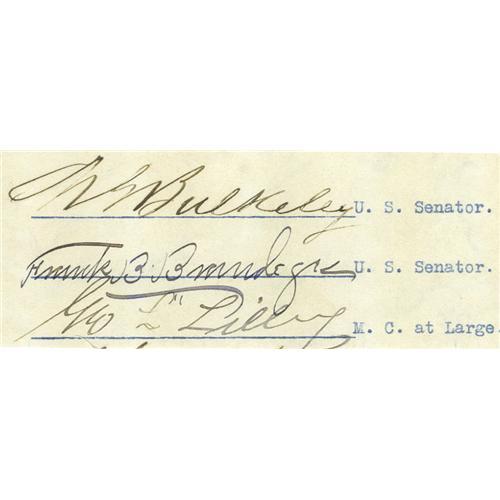 M G Bulkeley U. S. Senator.
Frank B. Brandegee U. S. Senator.
Geo L Lilley M. C. at Large.